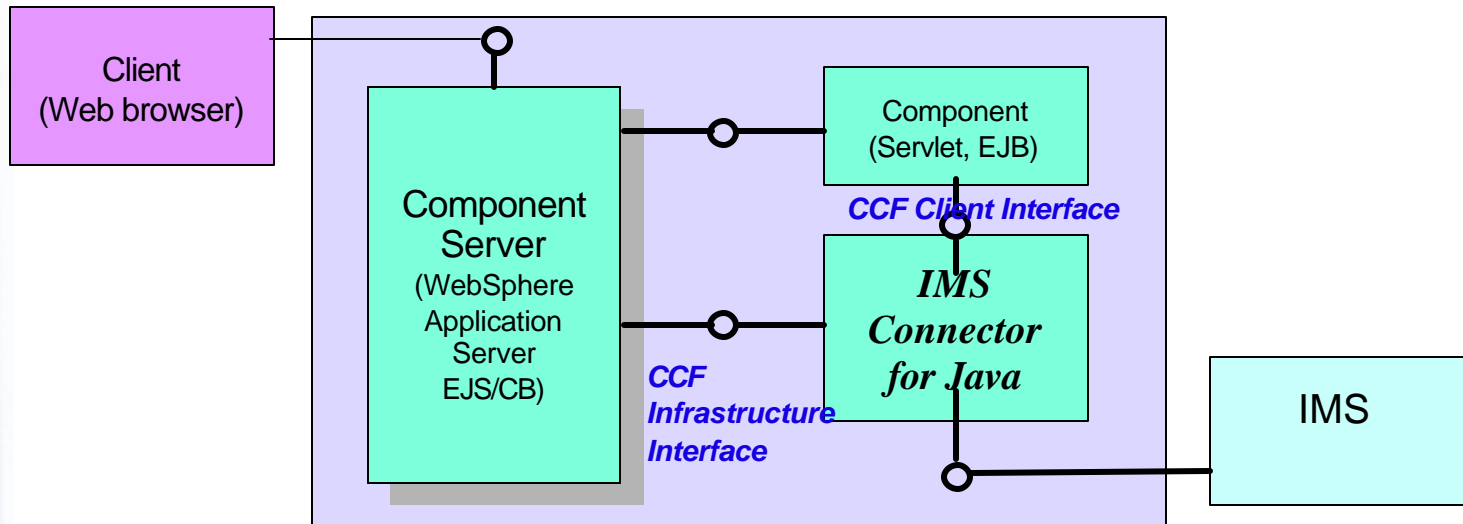 Client
(Web browser)
Component
Server
(WebSphere
Application
Server
EJS/CB)
Component
(Servlet, EJB)
CCF Client Interface
IMS
Connector
for Java
CCF
Infrastructure
Interface
IMS